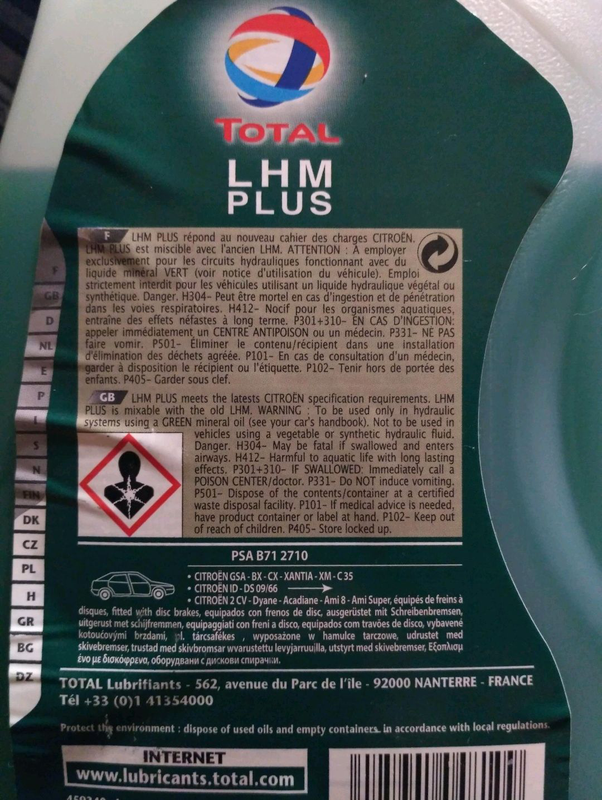 TOTAL
LHM
PLUS
F LHM PLUS répond au nouveau cahier des charges CITROËN.
LHM PLUS est miscible avec l'ancien LHM. ATTENTION : A employer
exclusivement pour les circuits hydrauliques fonctionnant avec du
liquide minéral VERT (voir notice d'utilisation du véhicule). Emploi
strictement interdit pour les véhicules utilisant un liquide hydraulique végétal ou
synthétique. Danger. H304- Peut être mortel en cas d'ingestion et de pénétration
dans les voies respiratoires. H412- Nocif pour les organismes aquatiques,
entraîne des effets néfastes à long terme. P301+310- EN CAS D'INGESTION:
appeler immédiatement un CENTRE ANTIPOISON ou un médecin. P331- NE PAS
faire vomir. P501- Éliminer le contenu/récipient dans une installation
d'élimination des déchets agréée. P101- En cas de consultation d'un médecin,
garder à disposition le récipient ou l'étiquette. P102- Tenir hors de portée des
enfants. P405- Garder sous clef.
GB LHM PLUS meets the latests CITROËN specification requirements. LHM
PLUS is mixable with the old LHM. WARNING : To be used only in hydraulic
systems using a GREEN mineral oil (see your car's handbook). Not to be used in
vehicles using a vegetable or synthetic hydraulic fluid.
Danger. H304- May be fatal if swallowed and enters
airways. H412- Harmful to aquatic life with long lasting
effects. P301+310- IF SWALLOWED: Immediately call a
POISON CENTER/doctor. P331- Do NOT induce vomiting.
P501- Dispose of the contents/container at a certified
waste disposal facility. P101- If medical advice is needed,
have product container or label at hand. P102- Keep out
of reach of children. P405- Store locked up.
F
GB
D
NL
E
P
I
S
N
FIN
DK
CZ
PL
H
GR
BG
DZ
PSA B71 2710
• CITROËN GSA - BX - CX - XANTIA - XM - C 35
• CITROËN ID - DS 09/66
• CITROËN 2 CV - Dyane - Acadiane - Ami 8 - Ami Super, équipés de freins à
disques, fitted with disc brakes, equipados con frenos de disco, ausgerüstet mit Schreibenbremsen,
uitgerust met schijfremmen, equipaggiati con freni a disco, equipados com travões de disco, vybavené
kotoučovými brzdami, tárcsafékes , wyposażone w hamulce tarczowe, udrustet med
skivebremser, trustad med skivbromsar wvarustettu levyjarruilla, utstyrt med skivebremser, Εξοπλισμ
ένο με δισκόφρενο, оборудвани с дискови спирачки.
TOTAL Lubrifiants - 562, avenue du Parc de l'île - 92000 NANTERRE - FRANCE
Tél +33 (0)1 41354000
Protect the environment : dispose of used oils and empty containers. in accordance with local regulations.
INTERNET
www.lubricants.total.com